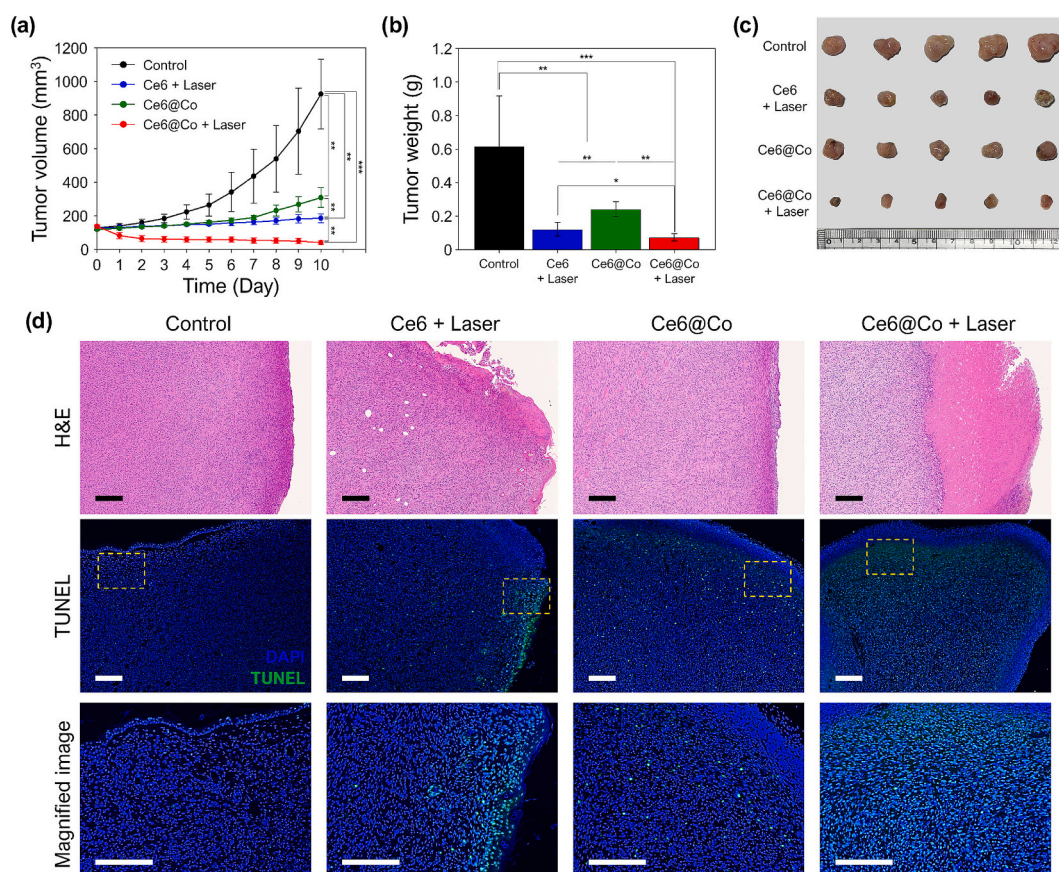 (a)
Tumor volume (mm³)
1200
1000
800
600
400
200
0
Control
Ce6 + Laser
Ce6@Co
Ce6@Co + Laser
**
**
***
**
**
0 1 2 3 4 5 6 7 8 9 10
Time (Day)
(b)
Tumor weight (g)
1.2
1.0
0.8
0.6
0.4
0.2
0.0
***
**
** **
*
Control
Ce6
+ Laser
Ce6@Co
Ce6@Co
+ Laser
(c)
Control
Ce6
+ Laser
Ce6@Co
Ce6@Co
+ Laser
(d)
Control
Ce6 + Laser
Ce6@Co
Ce6@Co + Laser
H&E
TUNEL
DAPI
TUNEL
Magnified image